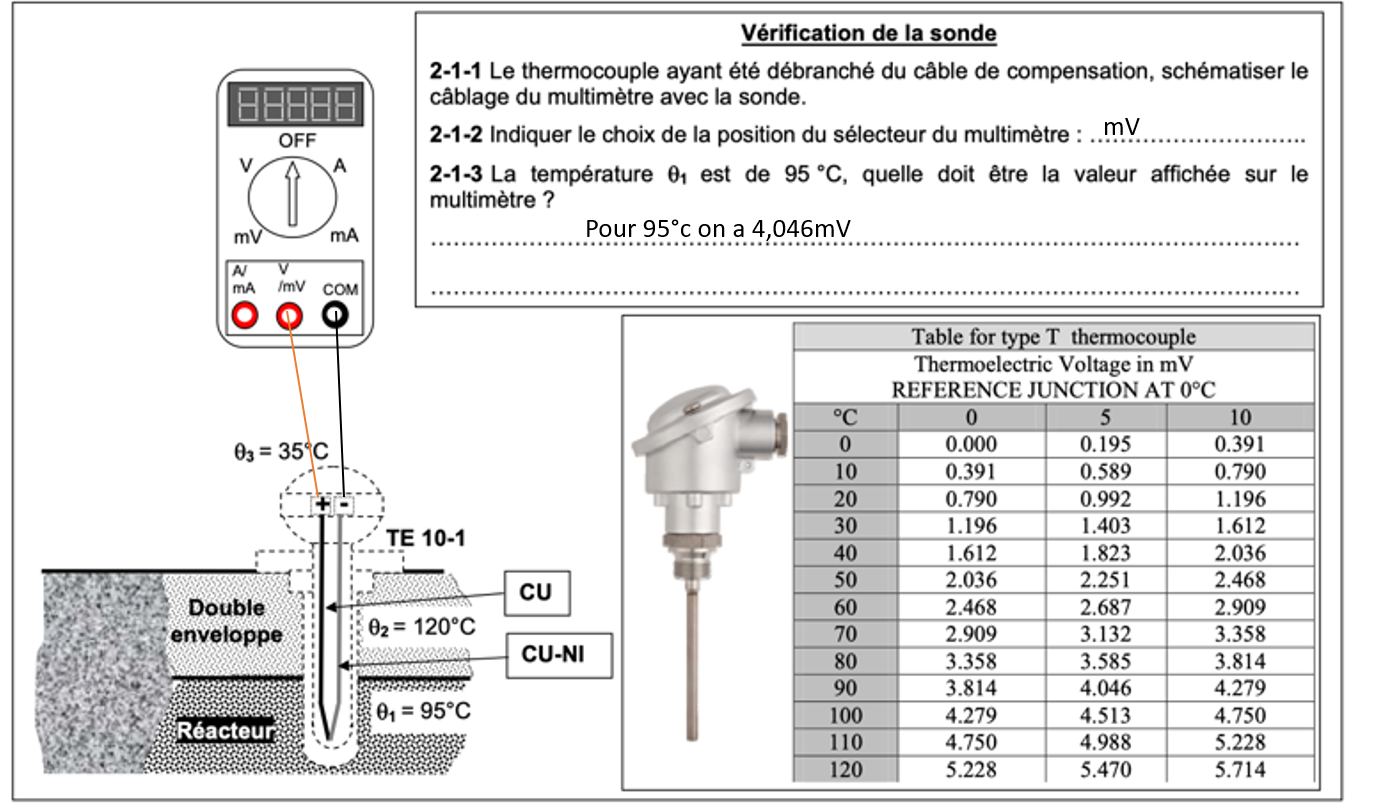 Vérification de la sonde
2-1-1 Le thermocouple ayant été débranché du câble de compensation, schématiser le
câblage du multimètre avec la sonde.
2-1-2 Indiquer le choix de la position du sélecteur du multimètre : mV
2-1-3 La température θ1 est de 95 °C, quelle doit être la valeur affichée sur le
multimètre ?
Pour 95°c on a 4,046mV
OFF
V A
mV mA
A/ V
mA /mV COM
θ3 = 35°C
+ -
TE 10-1
CU
Double
enveloppe
θ2 = 120°C
CU-NI
θ1 = 95°C
Réacteur
Table for type T thermocouple
Thermoelectric Voltage in mV
REFERENCE JUNCTION AT 0°C
°C 0 5 10
0 0.000 0.195 0.391
10 0.391 0.589 0.790
20 0.790 0.992 1.196
30 1.196 1.403 1.612
40 1.612 1.823 2.036
50 2.036 2.251 2.468
60 2.468 2.687 2.909
70 2.909 3.132 3.358
80 3.358 3.585 3.814
90 3.814 4.046 4.279
100 4.279 4.513 4.750
110 4.750 4.988 5.228
120 5.228 5.470 5.714